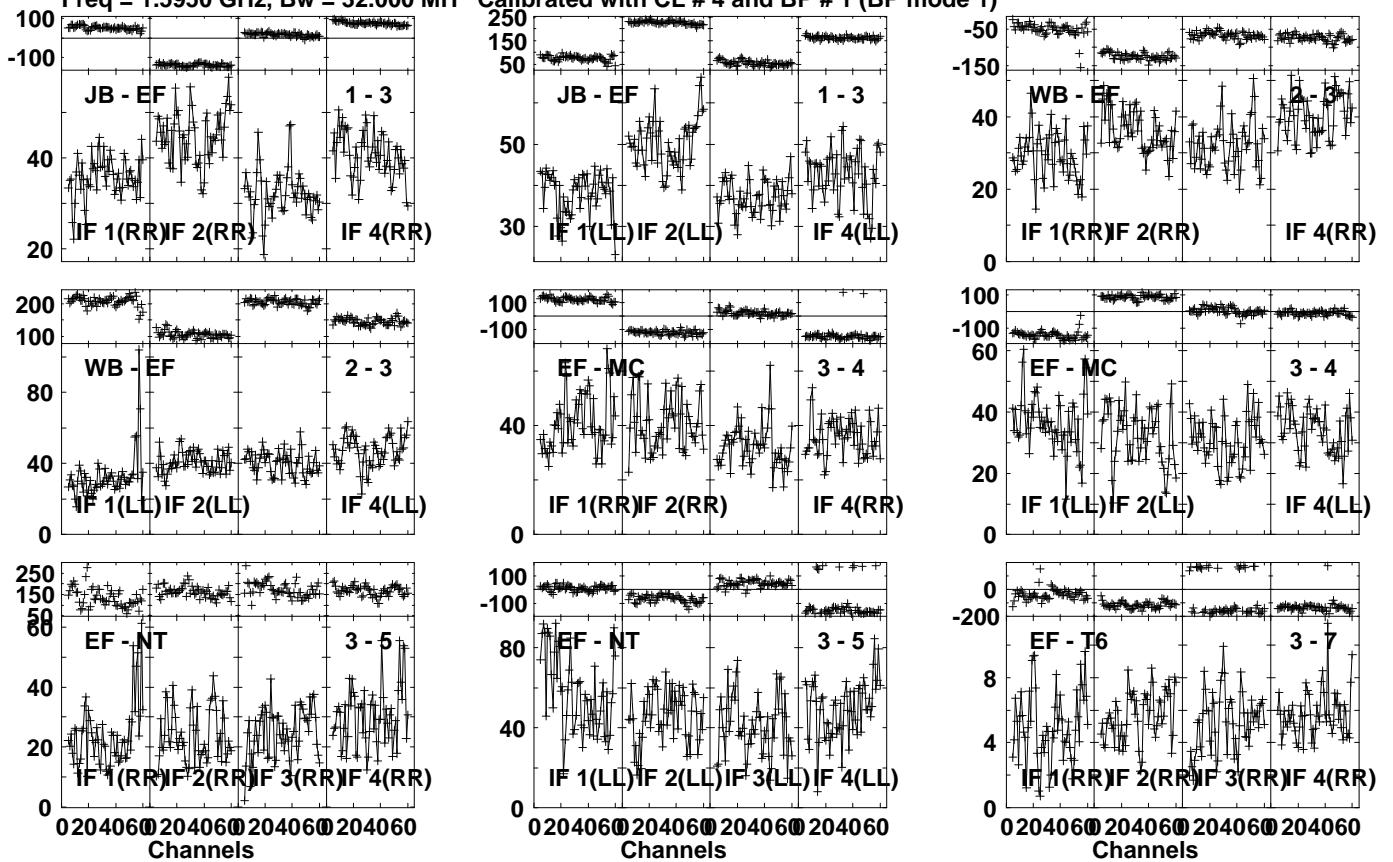 Freq = 1.5950 GHz, Bw = 32.000 MH Calibrated with CL # 4 and BP # 1 (BP mode 1)
100
-100
JB - EF 1 - 3
40
20
IF 1(RR) IF 2(RR) IF 4(RR)
250
150
50
JB - EF 1 - 3
50
30
IF 1(LL) IF 2(LL) IF 4(LL)
-50
-150
WB - EF 2 - 3
40
20
0
IF 1(RR) IF 2(RR) IF 4(RR)
200
100
WB - EF 2 - 3
80
40
0
IF 1(LL) IF 2(LL) IF 4(LL)
100
-100
EF - MC 3 - 4
40
0
IF 1(RR) IF 2(RR) IF 4(RR)
100
-100
EF - MC 3 - 4
60
40
20
0
IF 1(LL) IF 2(LL) IF 4(LL)
250
150
50
EF - NT 3 - 5
60
40
20
0
IF 1(RR) IF 2(RR) IF 3(RR) IF 4(RR)
0 20 40 60 0 20 40 60 0 20 40 60 0 20 40 60
Channels
100
-100
EF - NT 3 - 5
80
40
0
IF 1(LL) IF 2(LL) IF 3(LL) IF 4(LL)
0 20 40 60 0 20 40 60 0 20 40 60 0 20 40 60
Channels
0
-200
EF - T6 3 - 7
8
4
0
IF 1(RR) IF 2(RR) IF 3(RR) IF 4(RR)
0 20 40 60 0 20 40 60 0 20 40 60 0 20 40 60
Channels